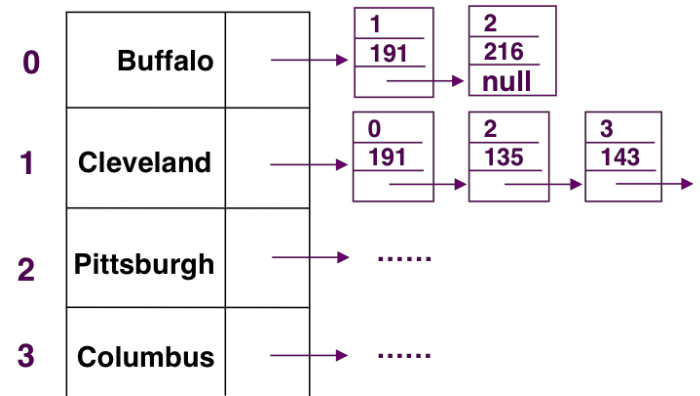 0 Buffalo
1
191
2
216
null
1 Cleveland
0
191
2
135
3
143
2 Pittsburgh ......
3 Columbus ......